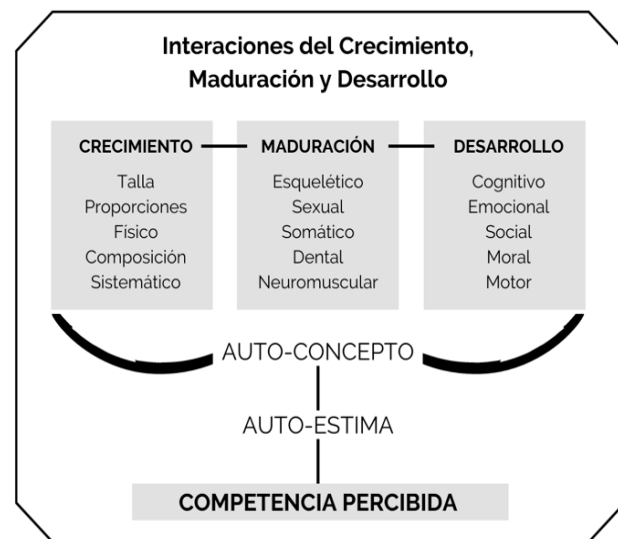 Interaciones del Crecimiento,
Maduración y Desarrollo
CRECIMIENTO
Talla
Proporciones
Físico
Composición
Sistemático
MADURACIÓN
Esquelético
Sexual
Somático
Dental
Neuromuscular
DESARROLLO
Cognitivo
Emocional
Social
Moral
Motor
AUTO-CONCEPTO
AUTO-ESTIMA
COMPETENCIA PERCIBIDA